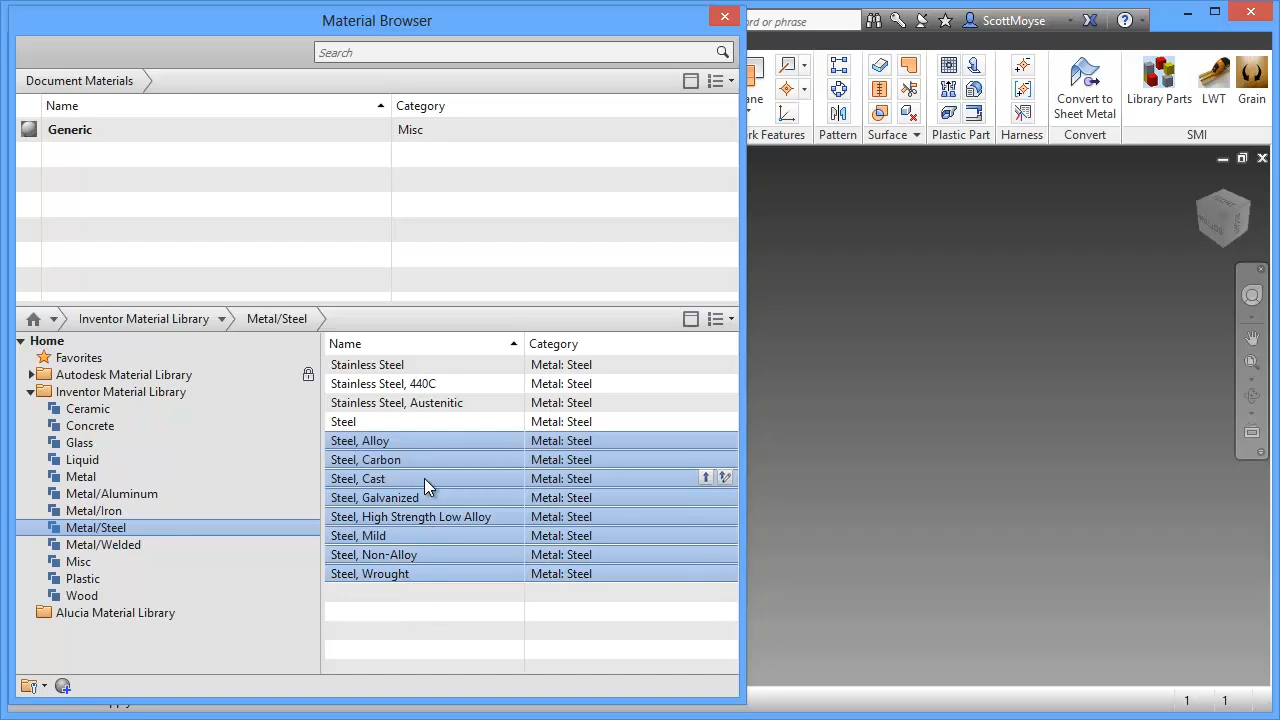 Material Browser
ord or phrase
ScottMoyse
Search
Document Materials
Name
Category
Generic
Misc
Inventor Material Library
Metal/Steel
Home
Favorites
Autodesk Material Library
Inventor Material Library
Ceramic
Concrete
Glass
Liquid
Metal
Metal/Aluminum
Metal/Iron
Metal/Steel
Metal/Welded
Misc
Plastic
Wood
Alucia Material Library
Name
Category
Stainless Steel
Metal: Steel
Stainless Steel, 440C
Metal: Steel
Stainless Steel, Austenitic
Metal: Steel
Steel
Metal: Steel
Steel, Alloy
Metal: Steel
Steel, Carbon
Metal: Steel
Steel, Cast
Metal: Steel
Steel, Galvanized
Metal: Steel
Steel, High Strength Low Alloy
Metal: Steel
Steel, Mild
Metal: Steel
Steel, Non-Alloy
Metal: Steel
Steel, Wrought
Metal: Steel
ane
rk Features
Pattern
Surface
Plastic Part
Harness
Convert to
Sheet Metal
Convert
Library Parts
LWT
Grain
SMI
1
1